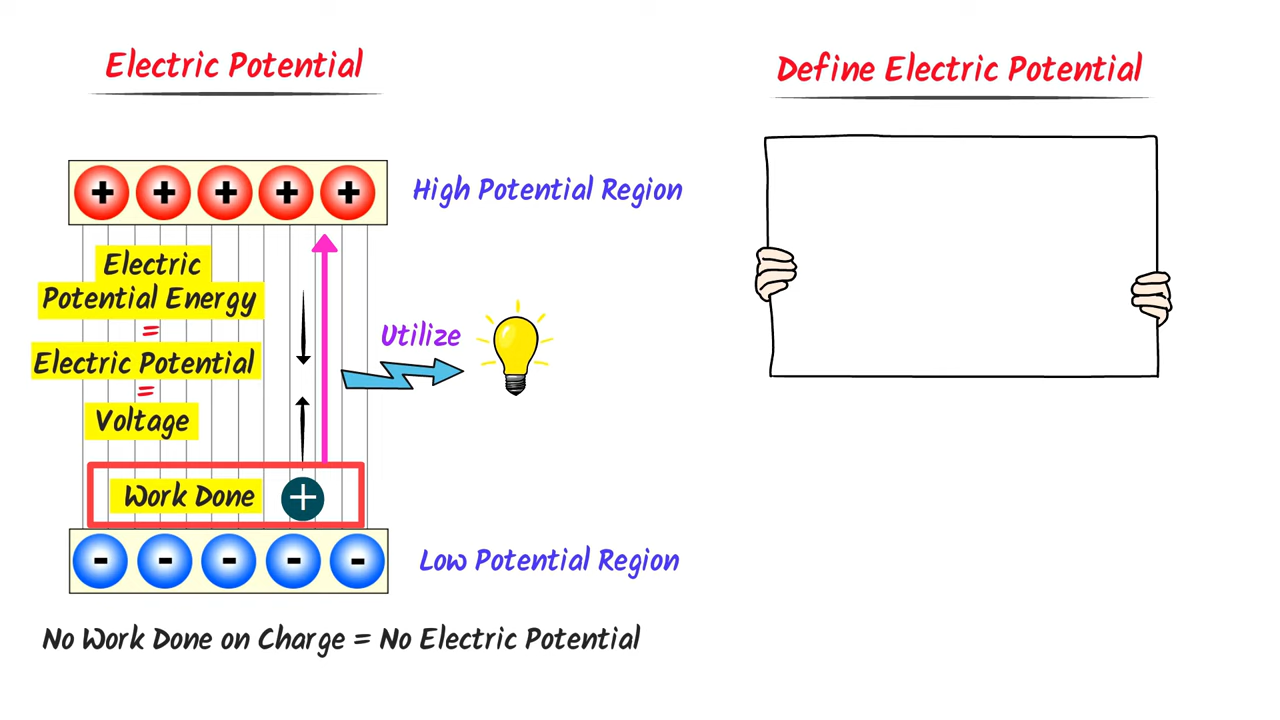 Electric Potential
+ + + + +
High Potential Region
Electric
Potential Energy
=
Electric Potential
=
Voltage
Utilize
Work Done +
- - - - -
Low Potential Region
No Work Done on Charge = No Electric Potential
Define Electric Potential